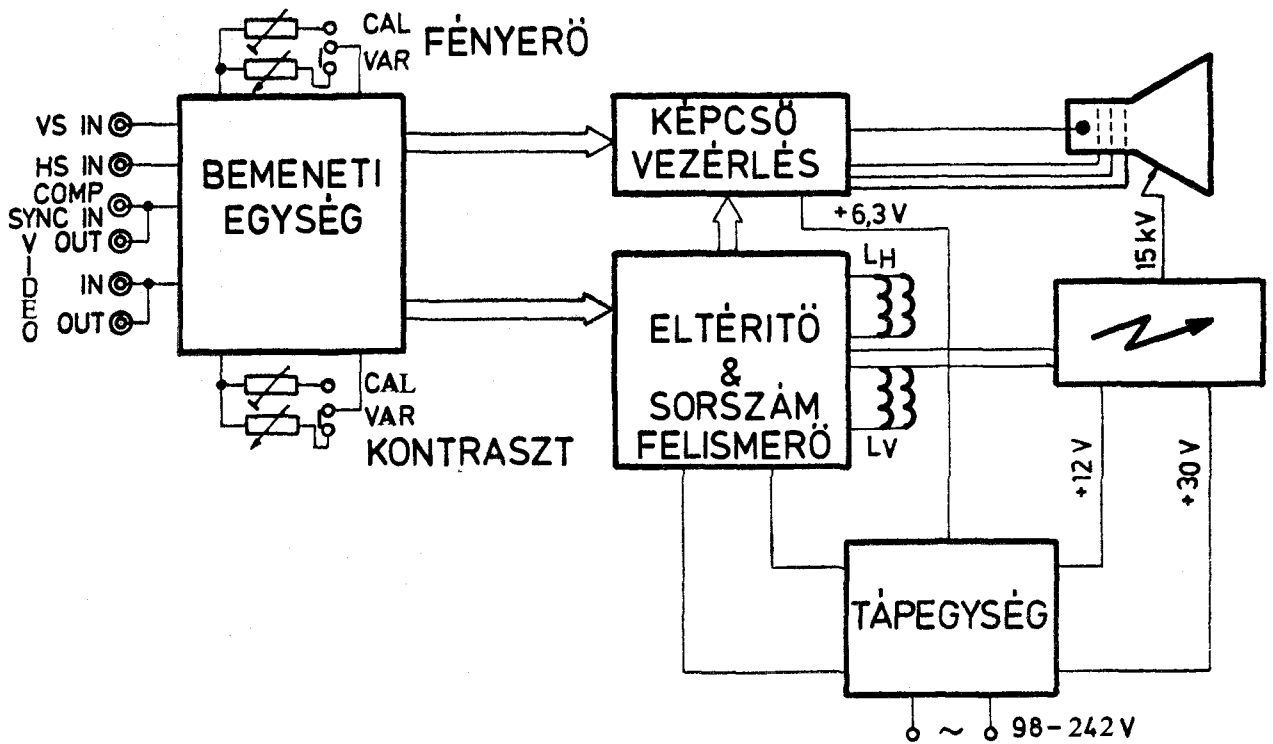 CAL
FÉNYERÖ
VAR
VS IN
HS IN
COMP
SYNC IN
V OUT
VIDEO
IN
OUT
BEMENETI
EGYSÉG
CAL
VAR
KONTRASZT
KÉPCSÖ
VEZÉRLÉS
+6,3 V
LH
ELTÉRITÖ
&
SORSZÁM
FELISMERÖ
LV
15 kV
+12 V
+30 V
TÁPEGYSÉG
~ 98-242 V